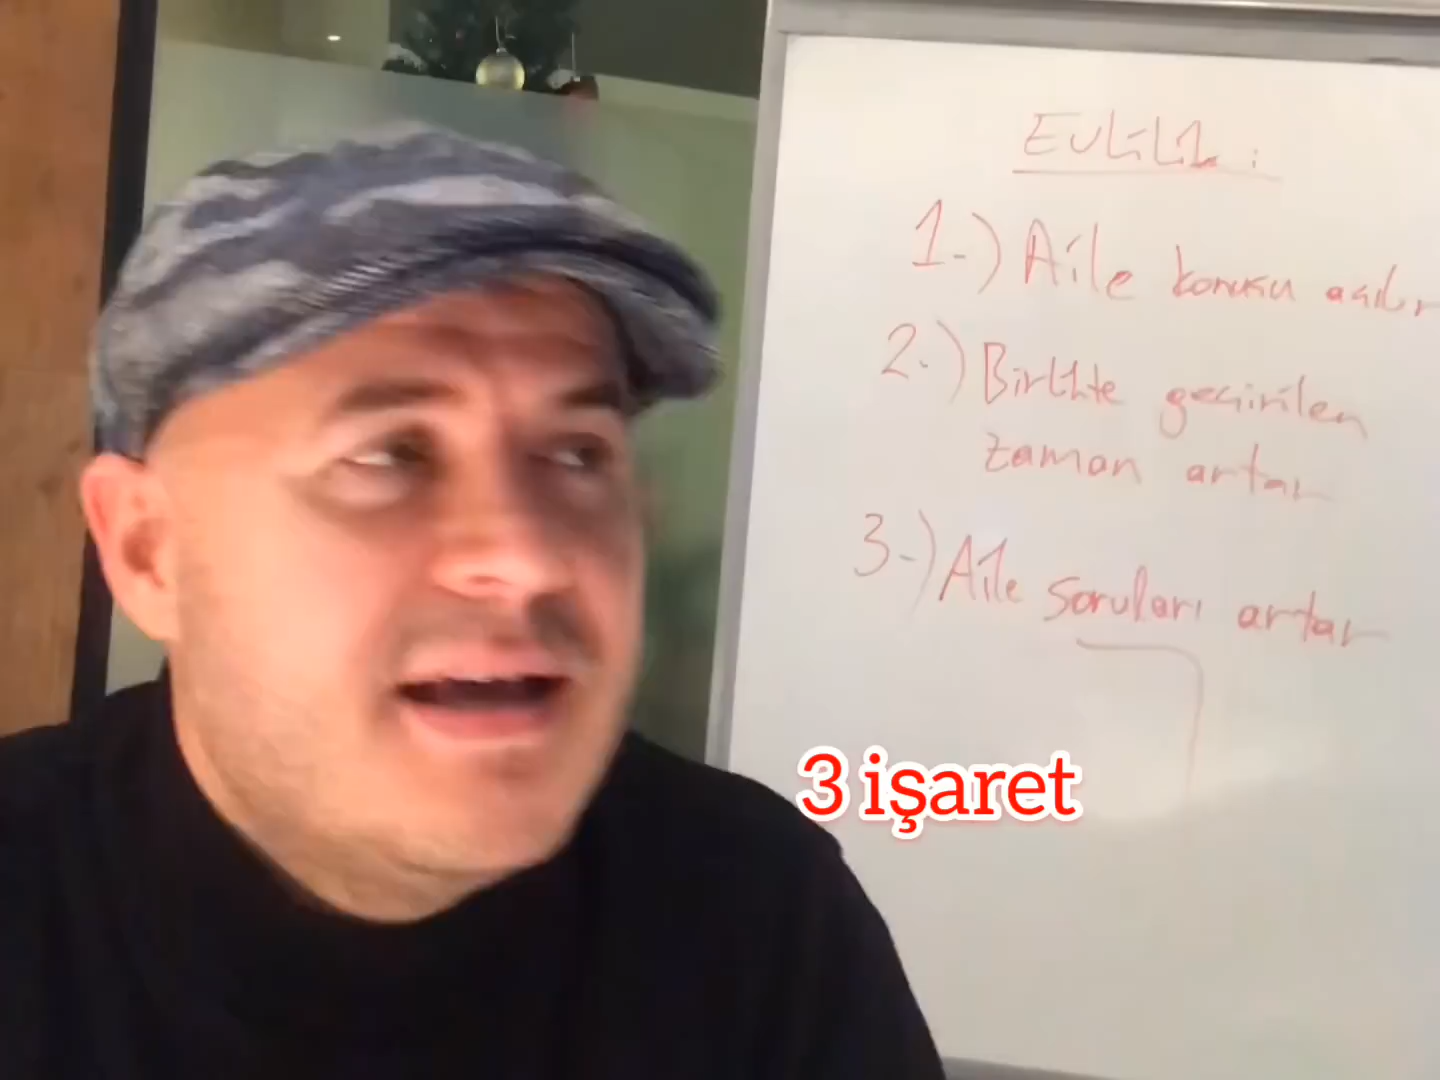 Evlilik:
1-) Aile konusu açılır
2-) Birlikte geçirilen
zaman artar
3-) Aile soruları artar
3 işaret